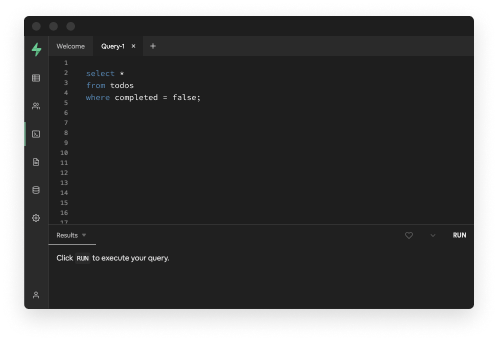 Welcome Query-1 × +
1
2 select *
3 from todos
4 where completed = false;
5
6
7
8
9
10
11
12
13
14
15
16
17
Results RUN
Click RUN to execute your query.